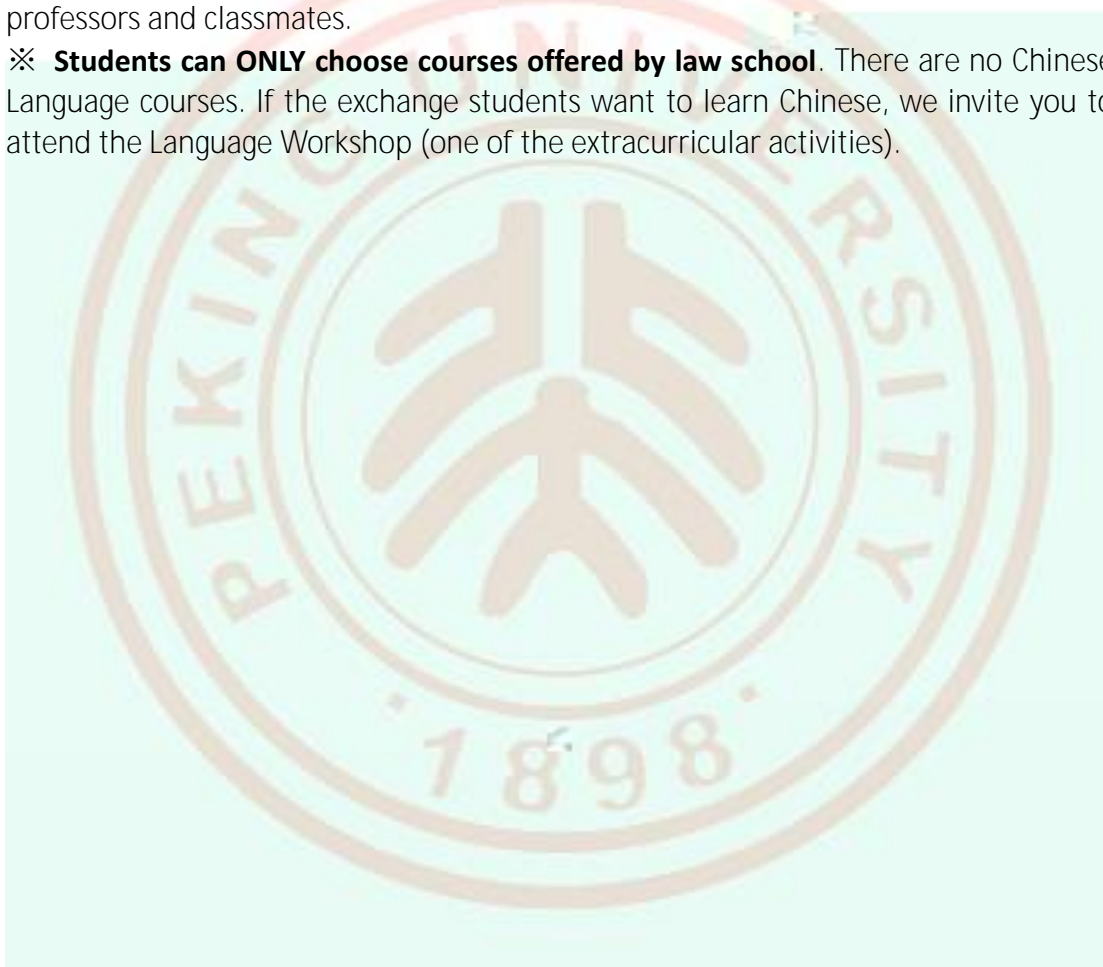 professors and classmates.
※ Students can ONLY choose courses offered by law school. There are no Chinese
Language courses. If the exchange students want to learn Chinese, we invite you to
attend the Language Workshop (one of the extracurricular activities).
PEKING UNIVERSITY
1898